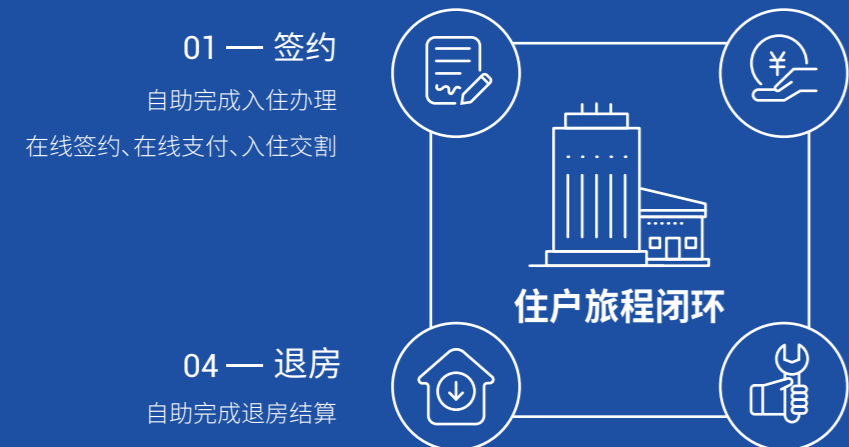 01 — 签约
自助完成入住办理
在线签约、在线支付、入住交割
¥
住户旅程闭环
04 — 退房
自助完成退房结算